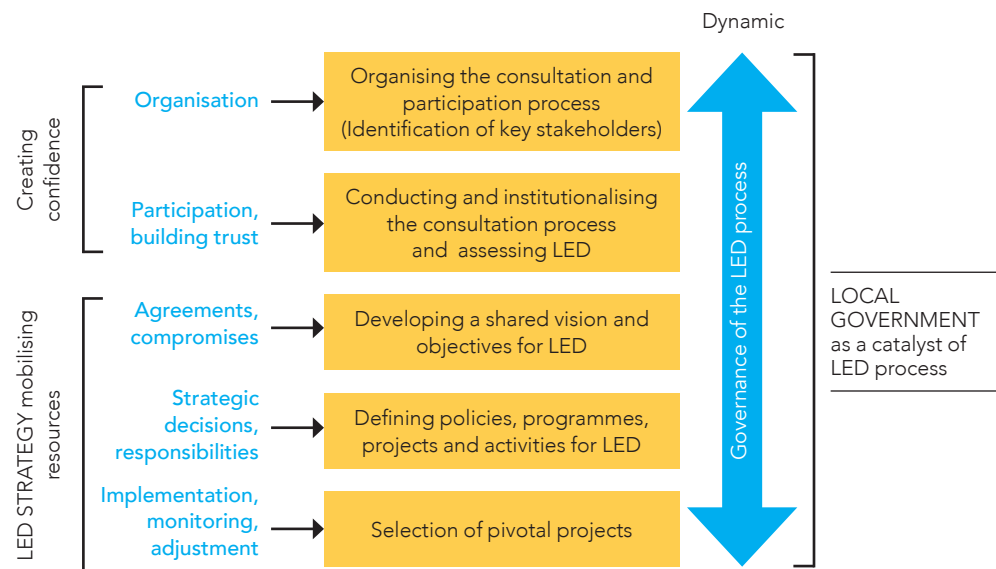 Dynamic
Creating
confidence
Organisation
Organising the consultation and
participation process
(Identification of key stakeholders)
Participation,
building trust
Conducting and institutionalising
the consultation process
and assessing LED
LED STRATEGY mobilising
resources
Agreements,
compromises
Developing a shared vision and
objectives for LED
Strategic
decisions,
responsibilities
Defining policies, programmes,
projects and activities for LED
Implementation,
monitoring,
adjustment
Selection of pivotal projects
Governance of the LED process
LOCAL
GOVERNMENT
as a catalyst of
LED process